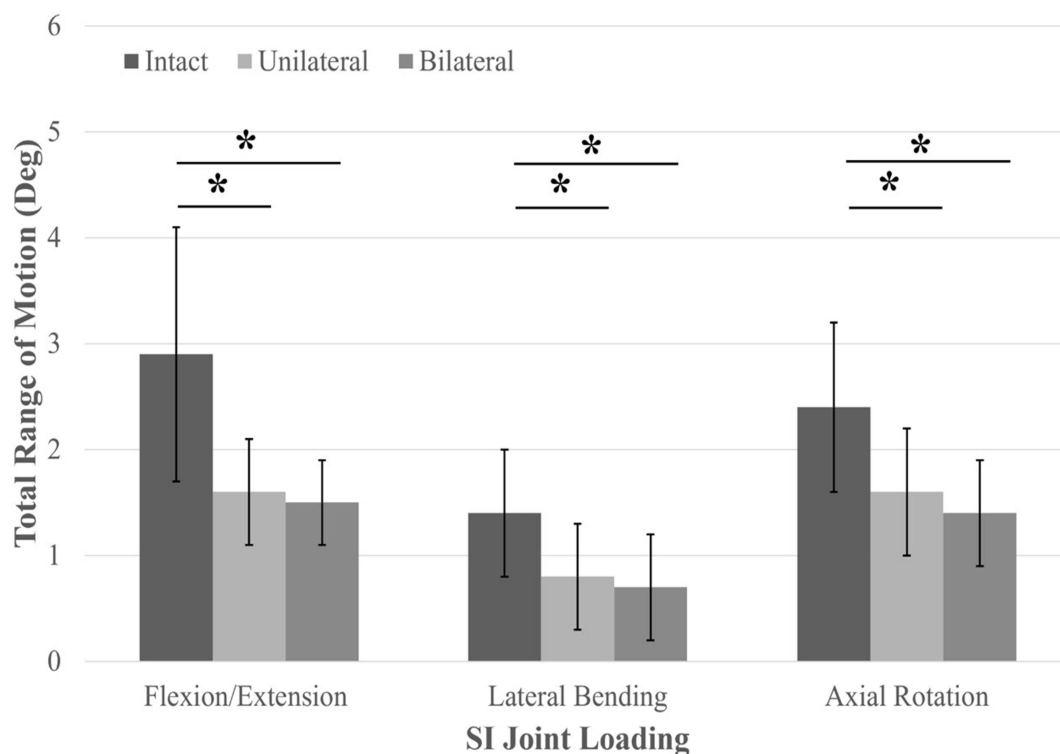 6
Intact Unilateral Bilateral
5
* * *
* * *
4
3
2
1
0
Total Range of Motion (Deg)
Flexion/Extension Lateral Bending Axial Rotation
SI Joint Loading